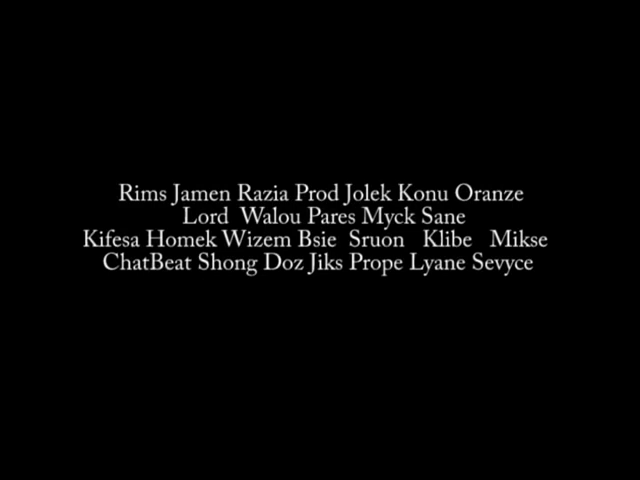 Rims Jamen Razia Prod Jolek Konu Oranze
Lord  Walou Pares Myck Sane
Kifesa Homek Wizem Bsie  Sruon   Klibe   Mikse
ChatBeat Shong Doz Jiks Prope Lyane Sevyce